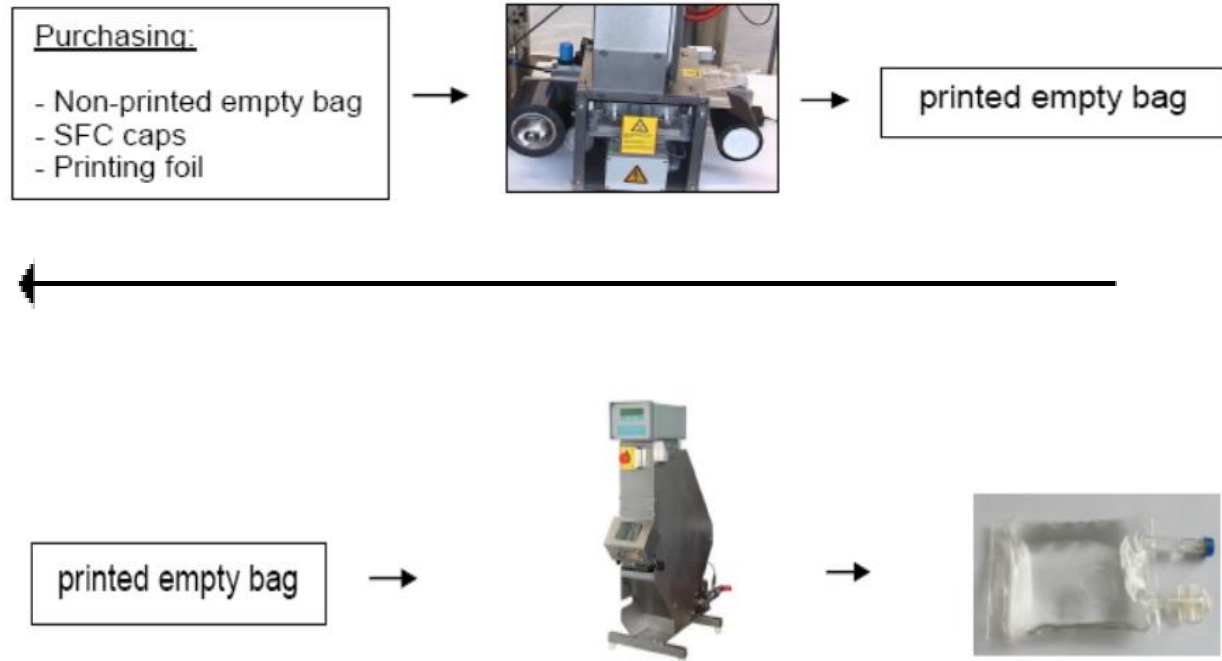 Purchasing:
- Non-printed empty bag
- SFC caps
- Printing foil
printed empty bag
printed empty bag